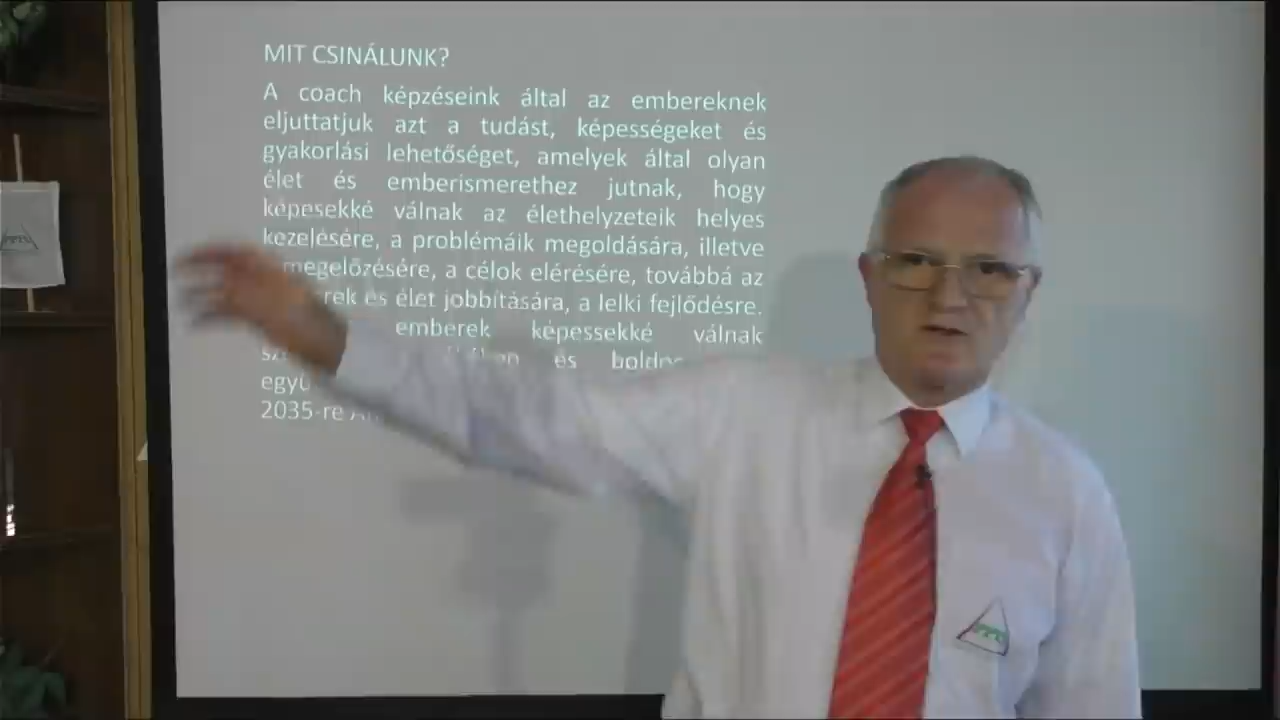 MIT CSINÁLUNK?
A coach képzéseink által az embereknek
eljuttatjuk azt a tudást, képességeket és
gyakorlási lehetőséget, amelyek által olyan
élet és emberismerethez jutnak, hogy
képesekké válnak az élethelyzeteik helyes
kezelésére, a problémáik megoldására, illetve
megelőzésére, a célok elérésére, továbbá az
és élet jobbítására, a lelki fejlődésre.
emberek képessekké válnak
és
2035-re